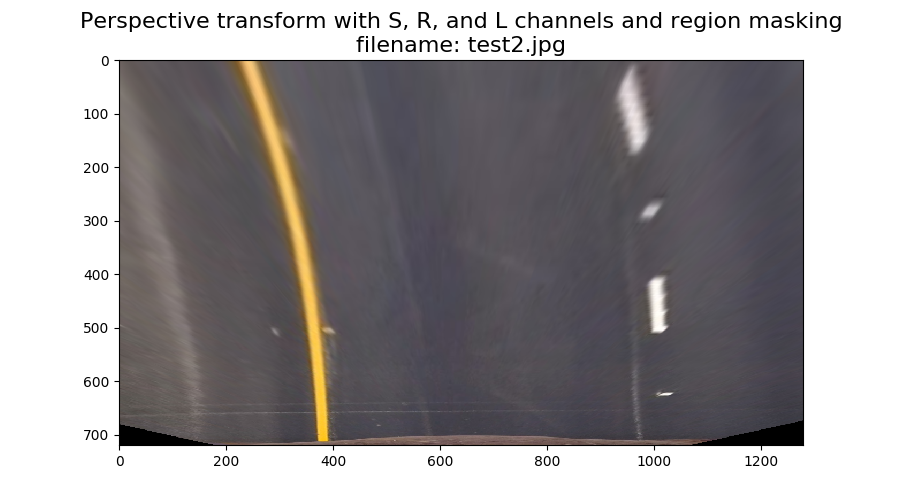 Perspective transform with S, R, and L channels and region masking
filename: test2.jpg
0
100
200
300
400
500
600
700
0 200 400 600 800 1000 1200